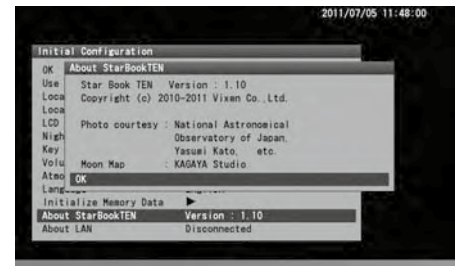 2011/07/05 11:48:00
Initial Configuration
OK
About StarBookTEN
Use
Star Book TEN Version : 1.10
Loca
Copyright (c) 2010-2011 Vixen Co.,Ltd.
Loca
LCD
Photo courtesy : National Astronomical
Nigh
Observatory of Japan,
Key
Yasumi Kato, etc.
Volu
Moon Map : KAGAYA Studio
Atmo
OK
Initialize Memory Data ▶
About StarBookTEN Version : 1.10
About LAN Disconnected